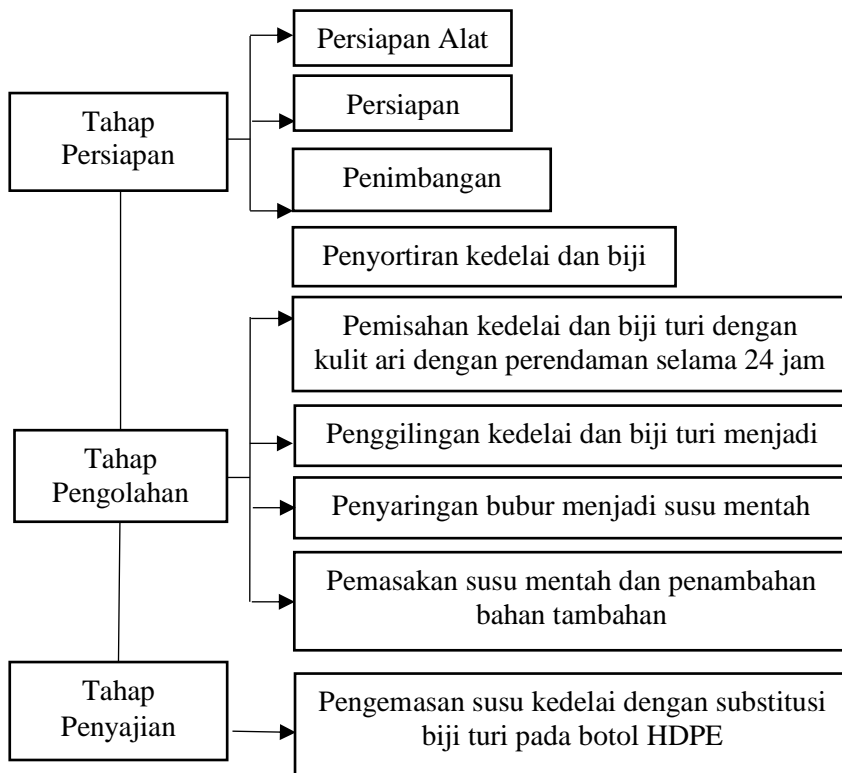 Persiapan Alat
Tahap
Persiapan
Persiapan
Penimbangan
Penyortiran kedelai dan biji
Pemisahan kedelai dan biji turi dengan
kulit ari dengan perendaman selama 24 jam
Tahap
Pengolahan
Penggilingan kedelai dan biji turi menjadi
Penyaringan bubur menjadi susu mentah
Pemasakan susu mentah dan penambahan
bahan tambahan
Tahap
Penyajian
Pengemasan susu kedelai dengan substitusi
biji turi pada botol HDPE